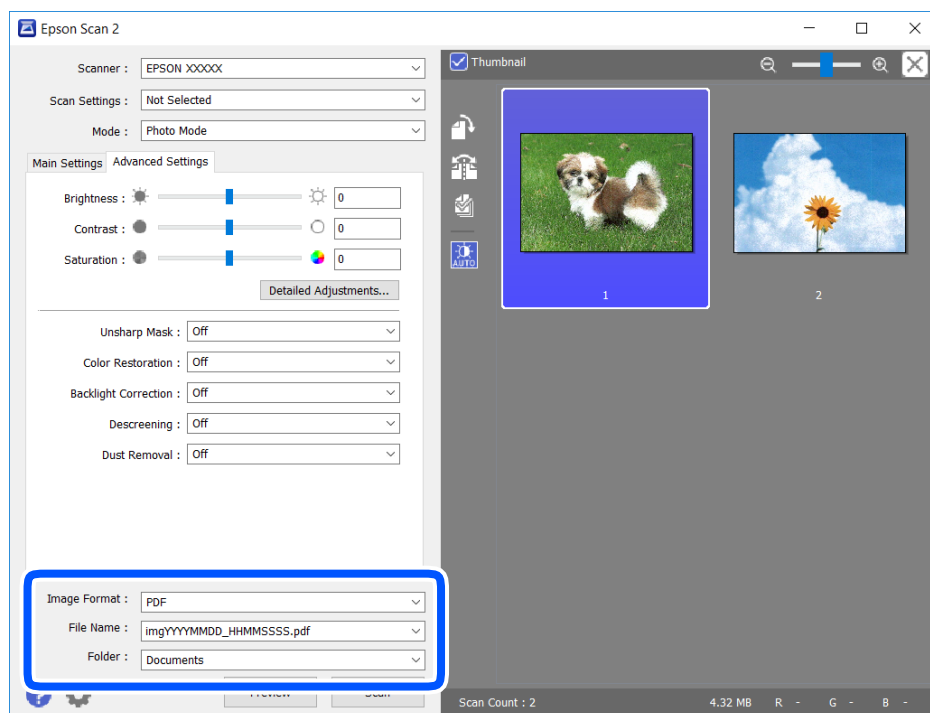 Epson Scan 2
Scanner : EPSON XXXXX
Scan Settings : Not Selected
Mode : Photo Mode
Main Settings Advanced Settings
Brightness : 0
Contrast : 0
Saturation : 0
Detailed Adjustments...
Unsharp Mask : Off
Color Restoration : Off
Backlight Correction : Off
Descreening : Off
Dust Removal : Off
Image Format : PDF
File Name : imgYYYYMMDD_HHMMSSSS.pdf
Folder : Documents
Preview Scan
Thumbnail
AUTO
1 2
Scan Count : 2 4.32 MB R - G - B -